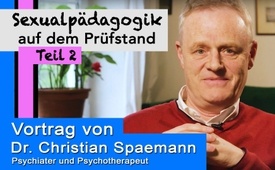 Sexualpädagogik
auf dem Prüfstand
Teil 2
Vortrag von
Dr. Christian Spaemann
Psychiater und Psychotherapeut